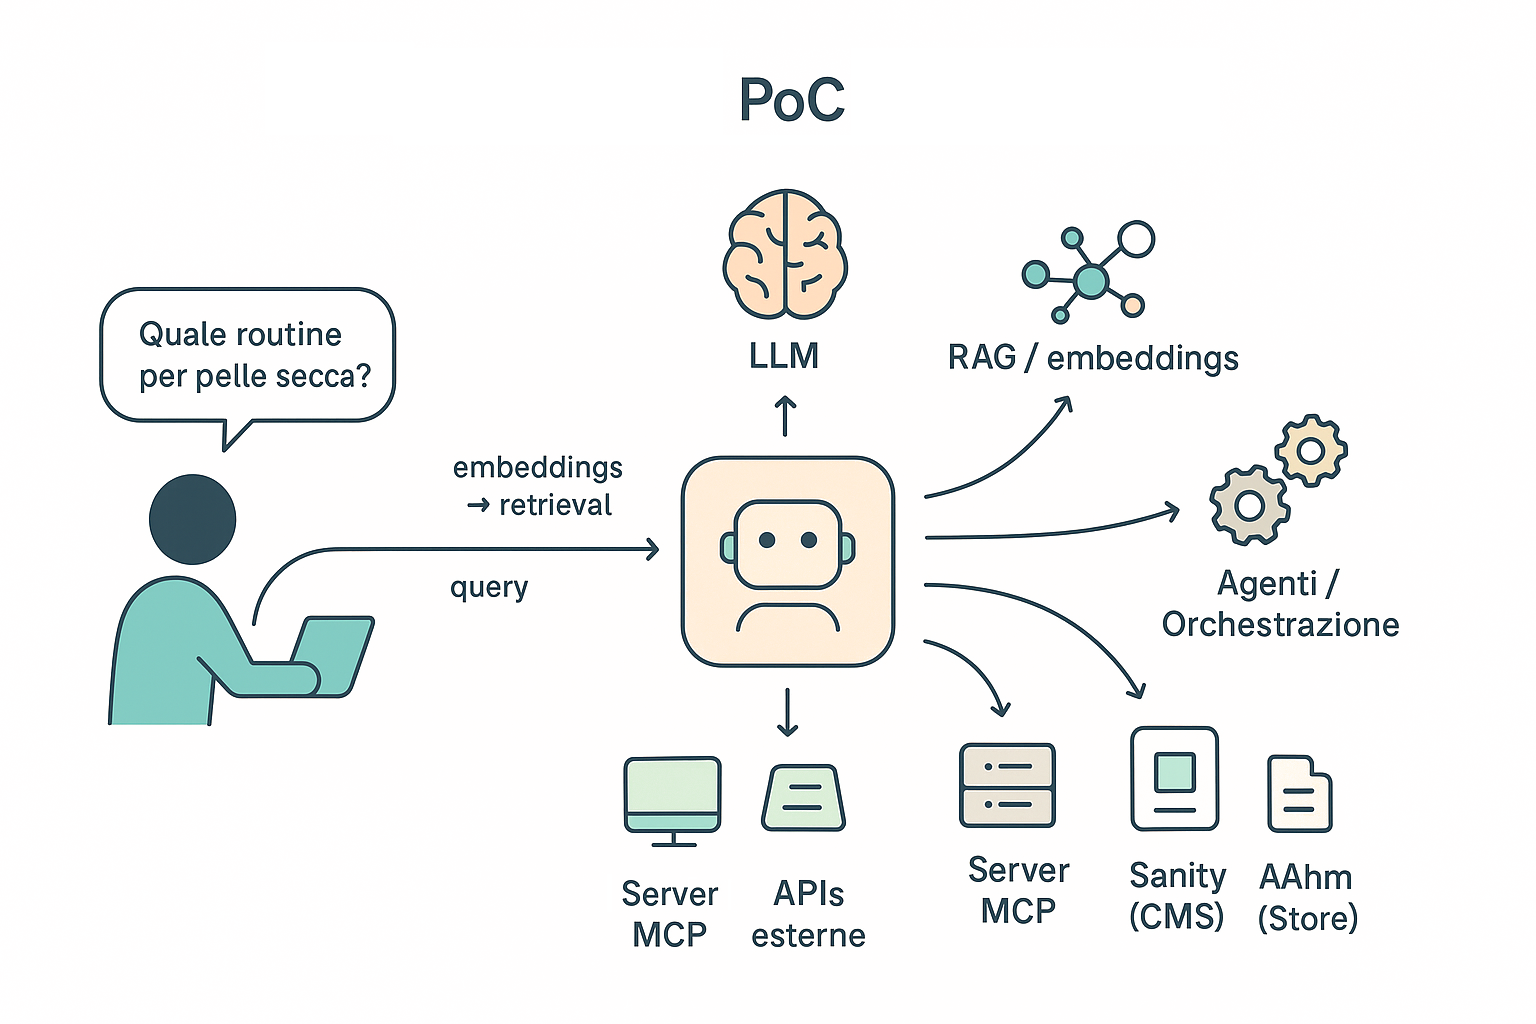 PoC
Quale routine
per pelle secca?
embeddings
→ retrieval
query
LLM
RAG / embeddings
Agenti /
Orchestrazione
Server
MCP
APIs
esterne
Server
MCP
Sanity
(CMS)
AAhm
(Store)